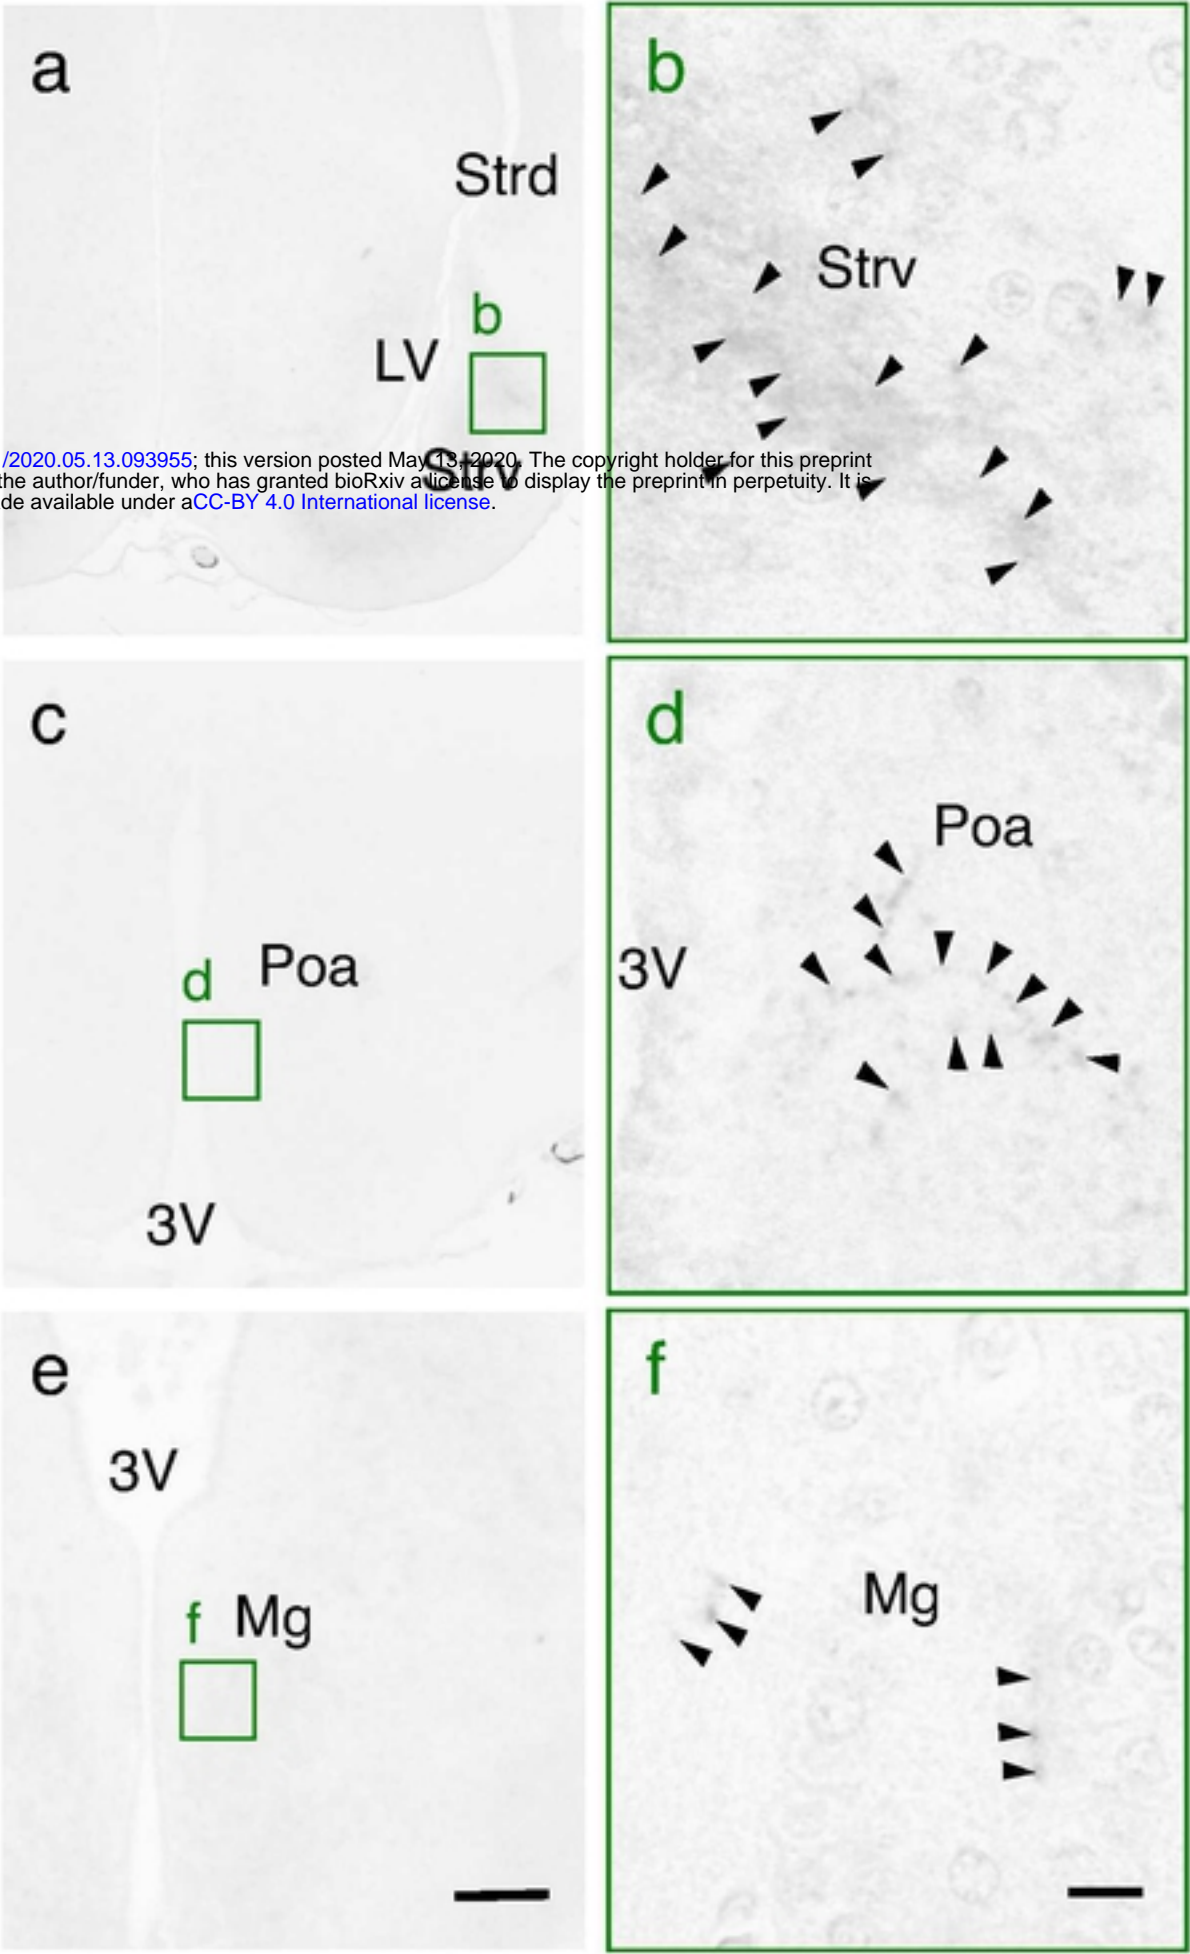 a
Strd
b
LV
Strv
/2020.05.13.093955; this version posted May 13, 2020. The copyright holder for this preprint
the author/funder, who has granted bioRxiv a license to display the preprint in perpetuity. It is
de available under aCC-BY 4.0 International license.
b
Strv
c
d
Poa
3V
d
Poa
3V
e
3V
f Mg
f
Mg